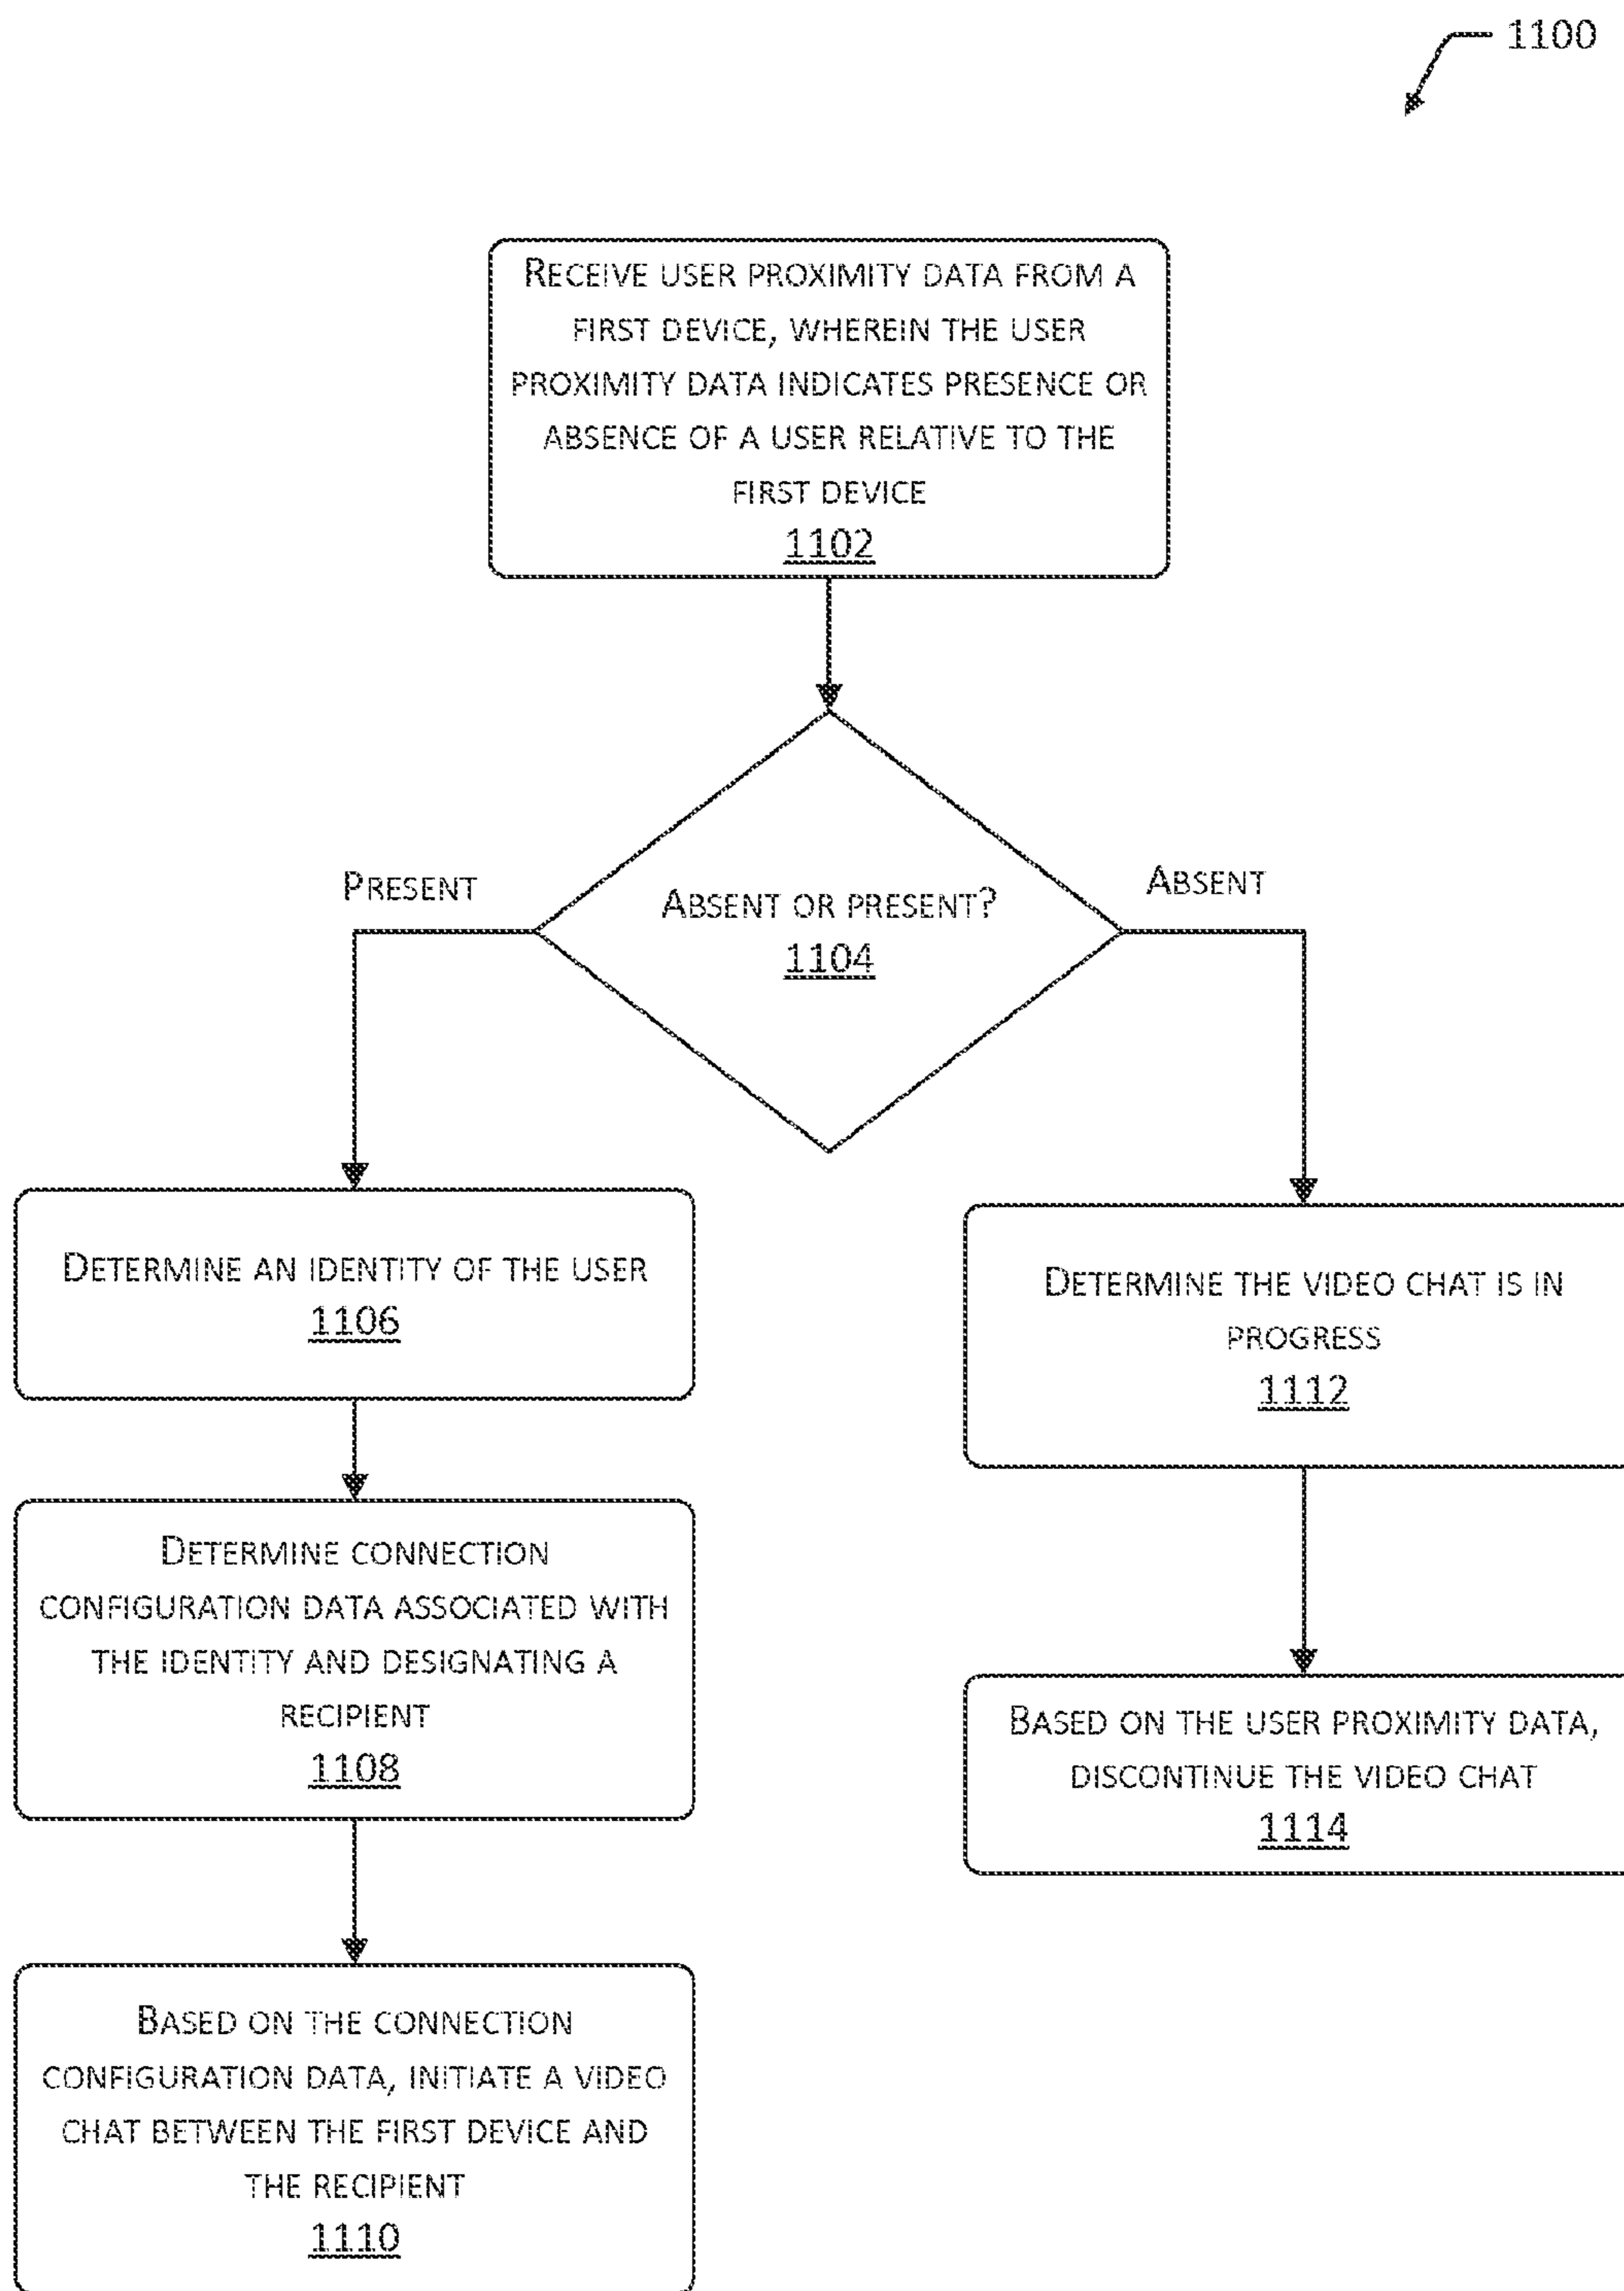 1100
RECEIVE USER PROXIMITY DATA FROM A
FIRST DEVICE, WHEREIN THE USER
PROXIMITY DATA INDICATES PRESENCE OR
ABSENCE OF A USER RELATIVE TO THE
FIRST DEVICE
1102
PRESENT
ABSENT OR PRESENT?
1104
ABSENT
DETERMINE AN IDENTITY OF THE USER
1106
DETERMINE CONNECTION
CONFIGURATION DATA ASSOCIATED WITH
THE IDENTITY AND DESIGNATING A
RECIPIENT
1108
BASED ON THE CONNECTION
CONFIGURATION DATA, INITIATE A VIDEO
CHAT BETWEEN THE FIRST DEVICE AND
THE RECIPIENT
1110
DETERMINE THE VIDEO CHAT IS IN
PROGRESS
1112
BASED ON THE USER PROXIMITY DATA,
DISCONTINUE THE VIDEO CHAT
1114